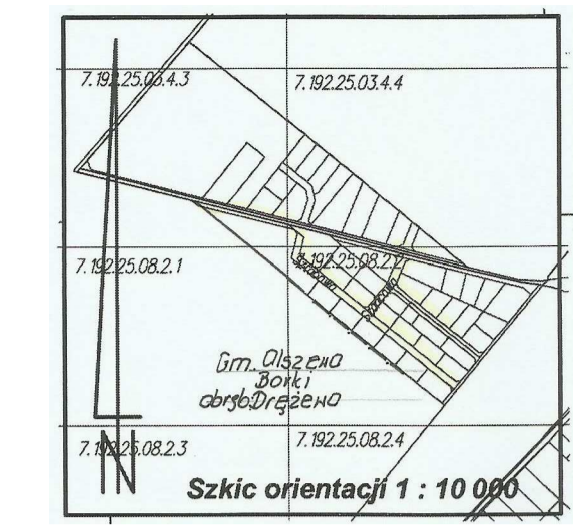 7.192.25.03.4.3
7.192.25.03.4.4
7.192.25.08.2.1
7.192.25.08.2.2
Gm. Olszewo
Borki
obręb: Drężewo
7.192.25.08.2.3
7.192.25.08.2.4
N
Szkic orientacji 1 : 10 000